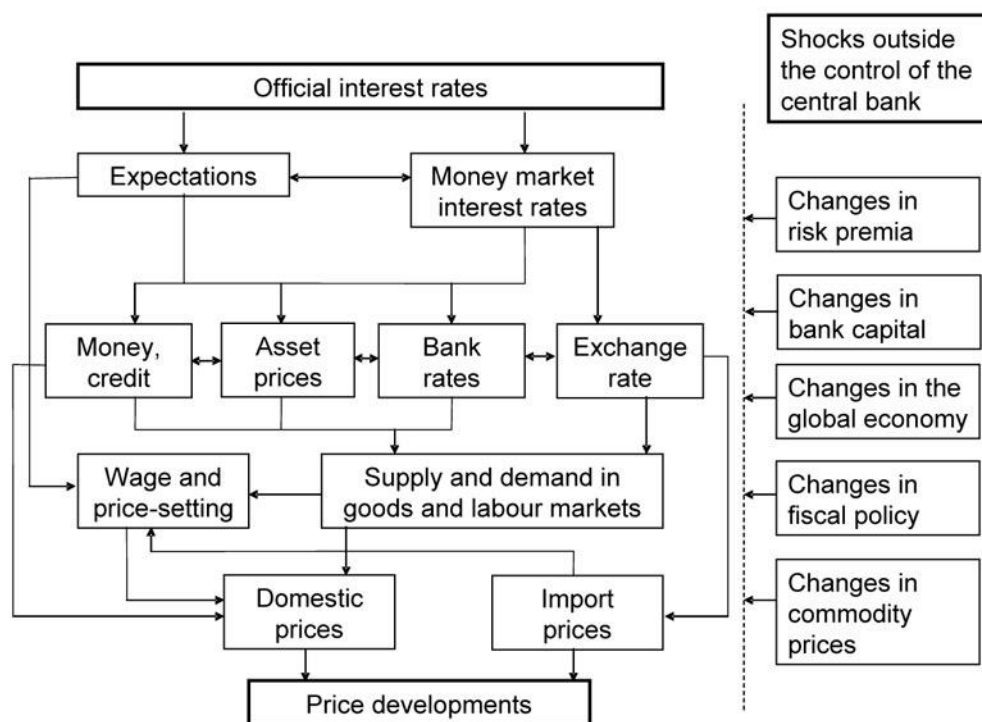 Shocks outside
the control of the
central bank
Official interest rates
Expectations
Money market
interest rates
Changes in
risk premia
Changes in
bank capital
Money,
credit
Asset
prices
Bank
rates
Exchange
rate
Changes in the
global economy
Wage and
price-setting
Supply and demand in
goods and labour markets
Changes in
fiscal policy
Domestic
prices
Import
prices
Changes in
commodity
prices
Price developments